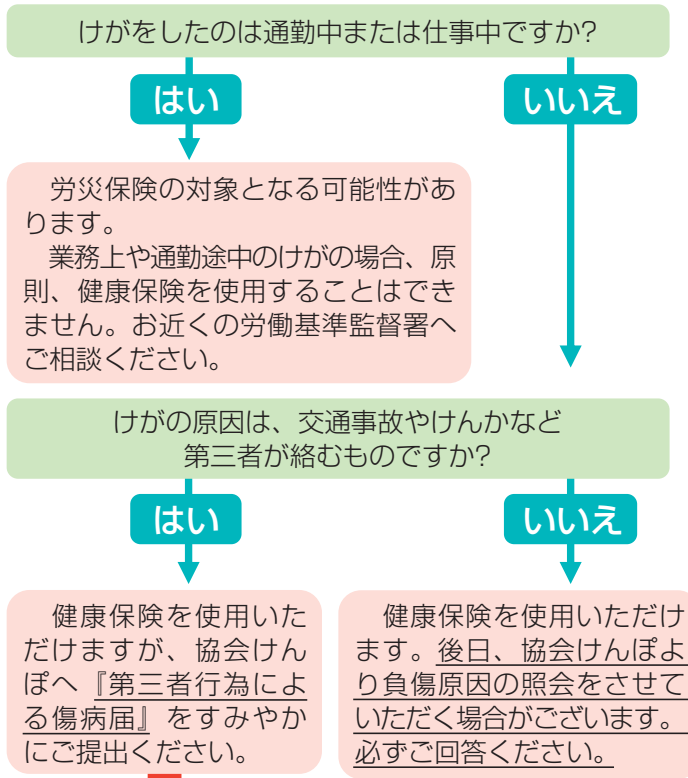 けがをしたのは通勤中または仕事中ですか?
はい
いいえ
労災保険の対象となる可能性があ
ります。
業務上や通勤途中のけがの場合、原
則、健康保険を使用することはでき
ません。お近くの労働基準監督署へ
ご相談ください。
けがの原因は、交通事故やけんかなど
第三者が絡むものですか?
はい
いいえ
健康保険を使用いた
だけますが、協会けん
ぽへ『第三者行為によ
る傷病届』をすみやか
にご提出ください。
健康保険を使用いただけ
ます。後日、協会けんぽよ
り負傷原因の照会をさせて
いただく場合がございます。
必ずご回答ください。